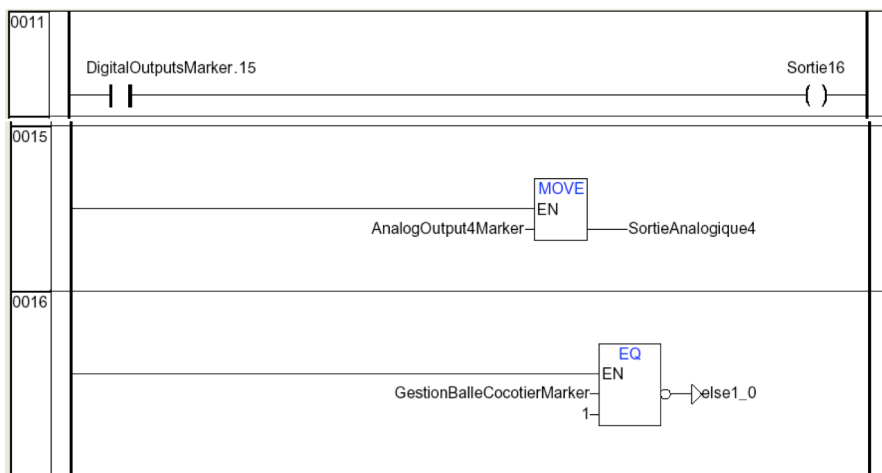 0011
DigitalOutputsMarker.15
Sortie16
0015
MOVE
EN
AnalogOutput4Marker
SortieAnalogique4
0016
EQ
EN
GestionBalleCocotierMarker
1
else1_0